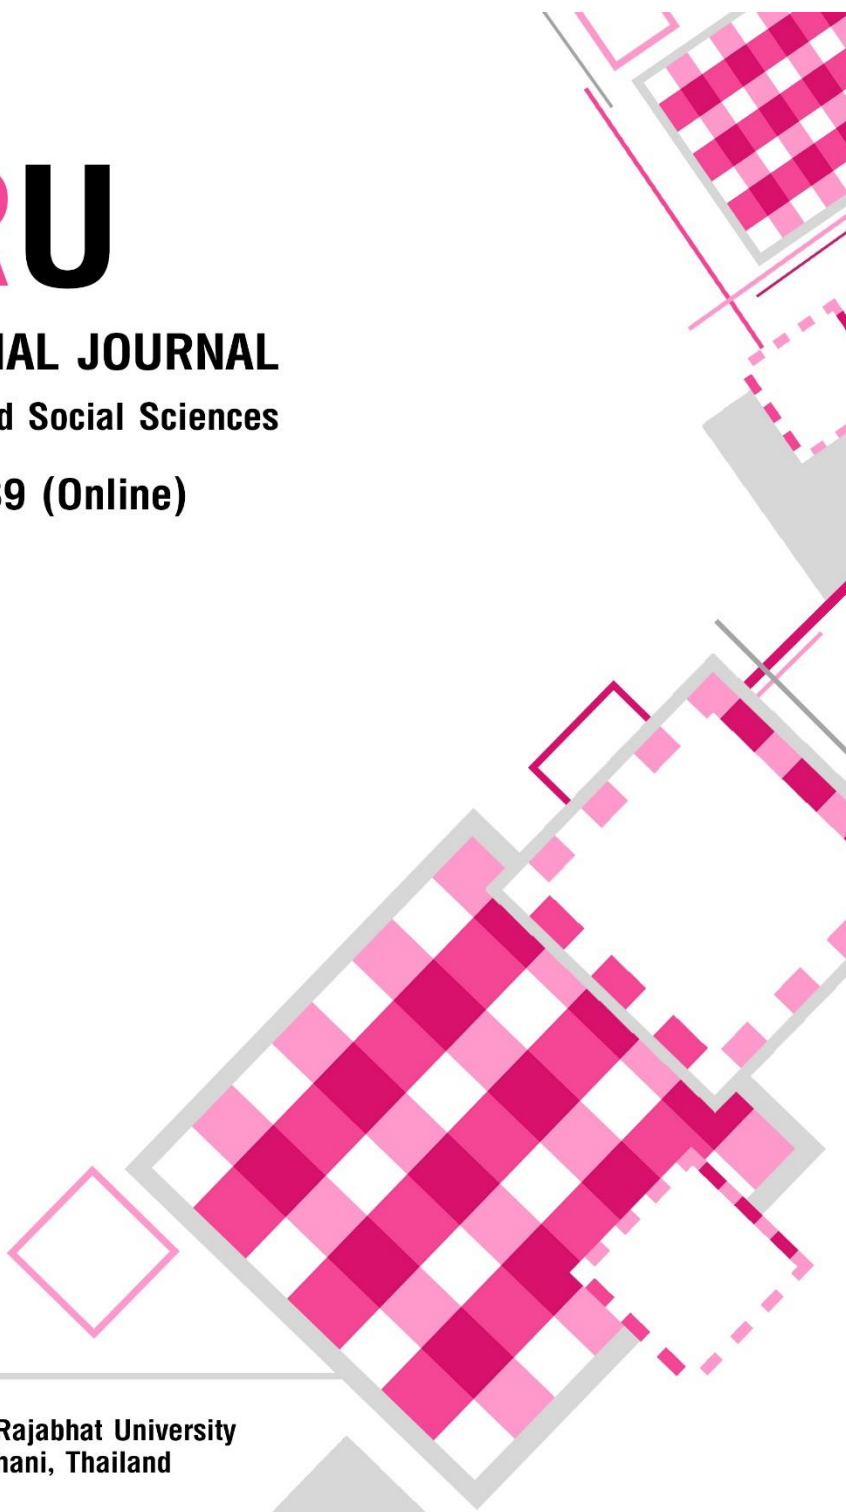 RU
IAL JOURNAL
d Social Sciences
39 (Online)
Rajabhat University
hani, Thailand